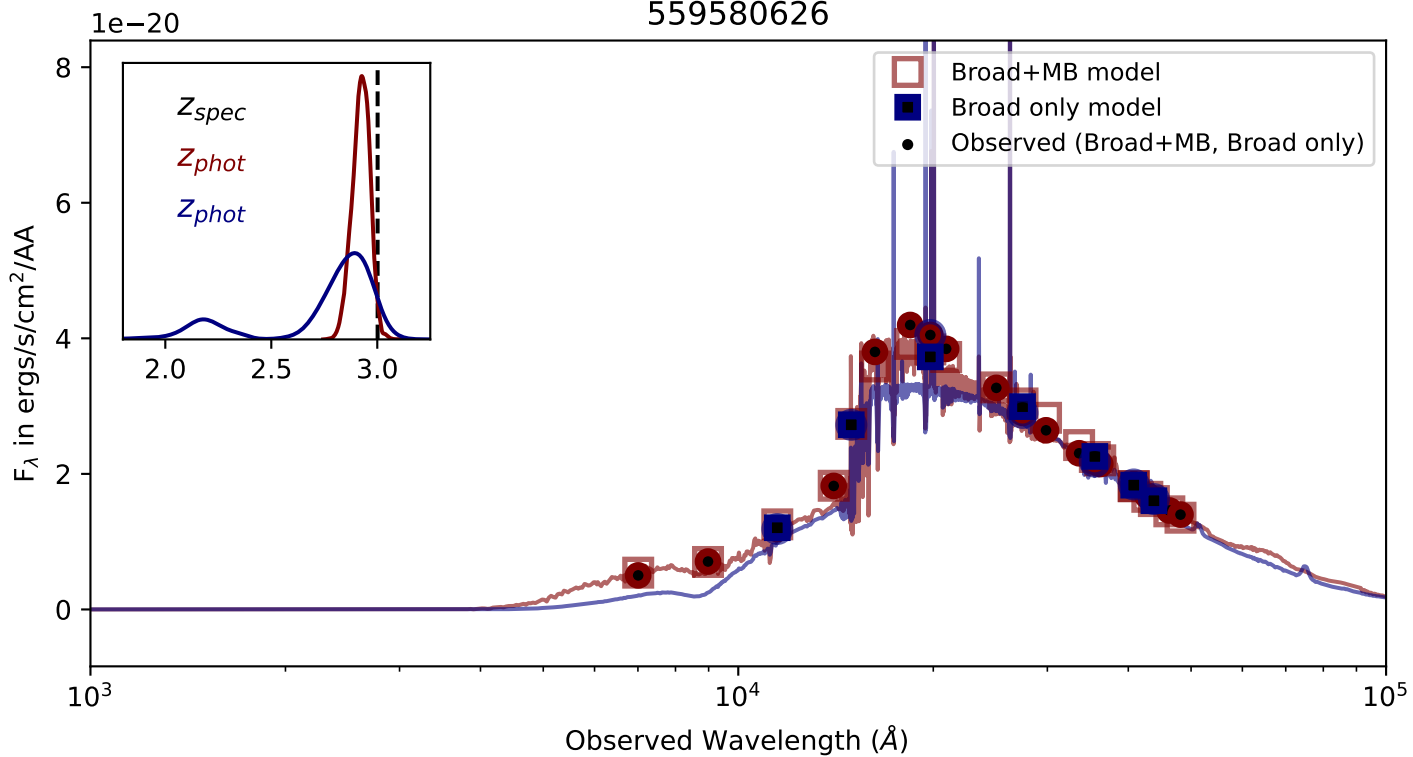 559580626
1e−20
Broad+MB model
Broad only model
Observed (Broad+MB, Broad only)
z_spec
z_phot
z_phot
2.0 2.5 3.0
8
6
4
2
0
F_λ in ergs/s/cm²/AA
10³ 10⁴ 10⁵
Observed Wavelength (Å)